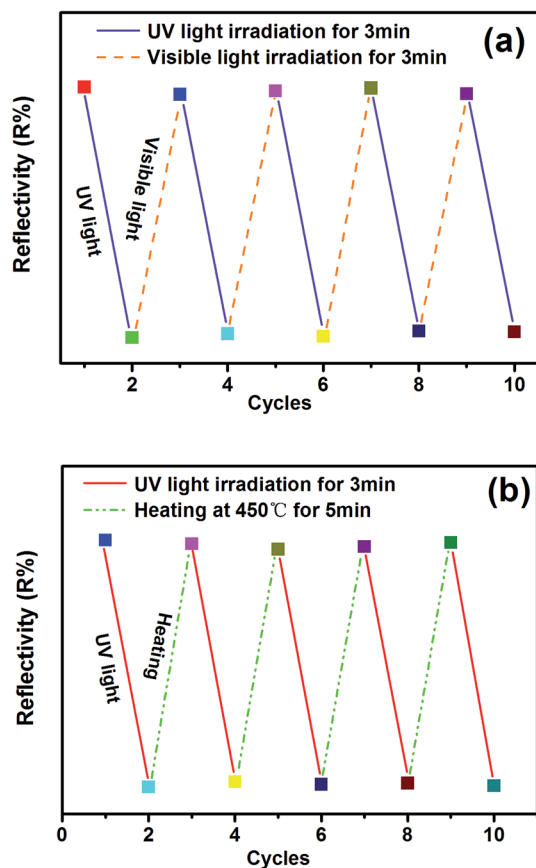 UV light irradiation for 3min
(a)
Visible light irradiation for 3min
Reflectivity (R%)
UV light
Visible light
2 4 6 8 10
Cycles
UV light irradiation for 3min
(b)
Heating at 450℃ for 5min
Reflectivity (R%)
UV light
Heating
0 2 4 6 8 10
Cycles